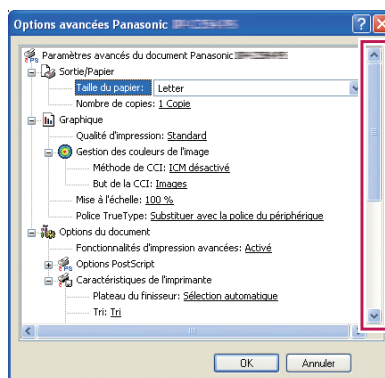 Options avancées Panasonic
Paramètres avancés du document Panasonic
Sortie/Papier
Taille du papier: Letter
Nombre de copies: 1 Copie
Graphique
Qualité d'impression: Standard
Gestion des couleurs de l'image
Méthode de CCI: ICM désactivé
But de la CCI: Images
Mise à l'échelle: 100 %
Police TrueType: Substituer avec la police du périphérique
Options du document
Fonctionnalités d'impression avancées: Activé
Options PostScript
Caractéristiques de l'imprimante
Plateau du finisseur: Sélection automatique
Tri: Tri
OK Annuler